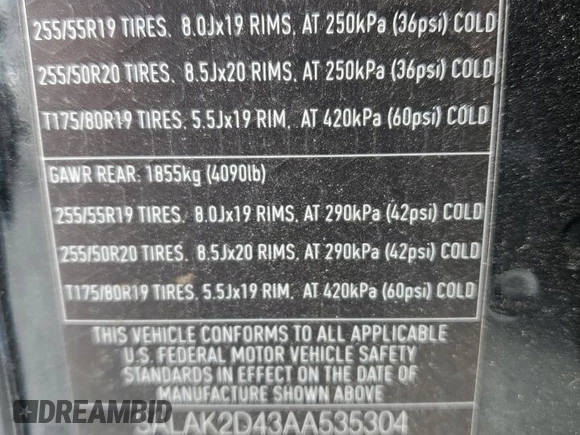 255/55R19 TIRES, 8.0Jx19 RIMS, AT 250kPa (36psi) COLD
255/50R20 TIRES, 8.5Jx20 RIMS, AT 250kPa (36psi) COLD
T175/80R19 TIRES, 5.5Jx19 RIM, AT 420kPa (60psi) COLD
GAWR REAR: 1855kg (4090lb)
255/55R19 TIRES, 8.0Jx19 RIMS, AT 290kPa (42psi) COLD
255/50R20 TIRES, 8.5Jx20 RIMS, AT 290kPa (42psi) COLD
T175/80R19 TIRES, 5.5Jx19 RIM, AT 420kPa (60psi) COLD
THIS VEHICLE CONFORMS TO ALL APPLICABLE
U.S. FEDERAL MOTOR VEHICLE SAFETY
STANDARDS IN EFFECT ON THE DATE OF
MANUFACTURE SHOWN ABOVE
SALAK2D43AA535304
DREAMBID